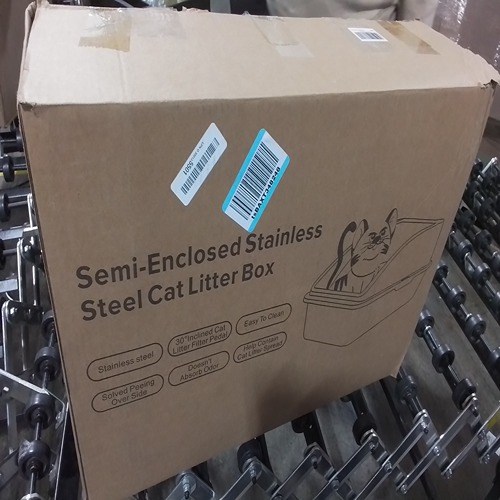 Semi-Enclosed Stainless
Steel Cat Litter Box
Stainless steel
30°Inclined Cat
Litter Filter Pedal
Easy To Clean
Solved Peeing
Over Side
Doesn't
Absorb Odor
Help Contain
Cat Litter Spread